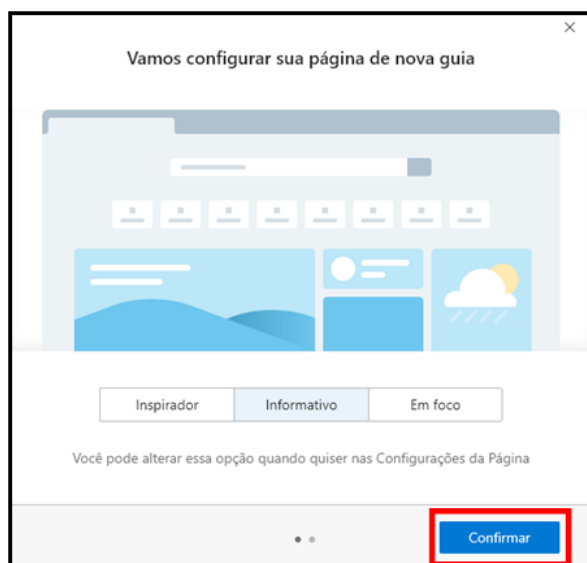 Vamos configurar sua página de nova guia
Inspirador
Informativo
Em foco
Você pode alterar essa opção quando quiser nas Configurações da Página
Confirmar